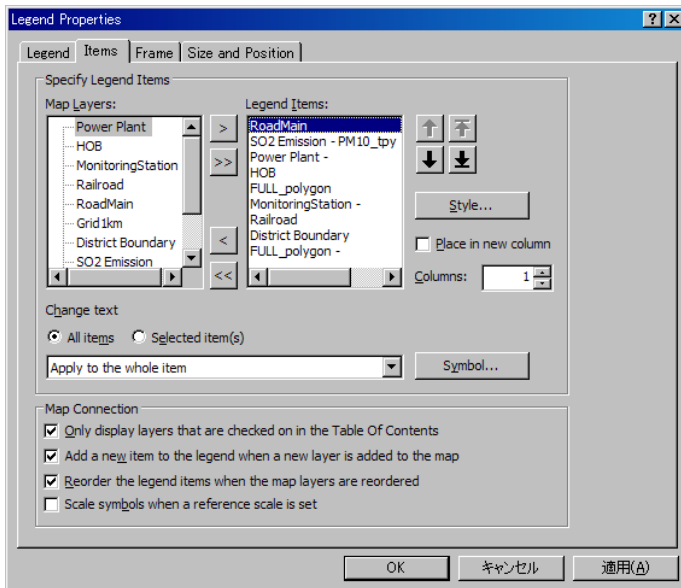 Legend Properties
Legend
Items
Frame
Size and Position
Specify Legend Items
Map Layers:
Power Plant
HOB
MonitoringStation
Railroad
RoadMain
Grid1km
District Boundary
SO2 Emission
>
>>
<
<<
Legend Items:
RoadMain
SO2 Emission - PM10_tpy
Power Plant -
HOB
FULL_polygon
MonitoringStation -
Railroad
District Boundary
FULL_polygon -
Style...
Place in new column
Columns: 1
Change text
All items Selected item(s)
Apply to the whole item
Symbol...
Map Connection
Only display layers that are checked on in the Table Of Contents
Add a new item to the legend when a new layer is added to the map
Reorder the legend items when the map layers are reordered
Scale symbols when a reference scale is set
OK
キャンセル
適用(A)